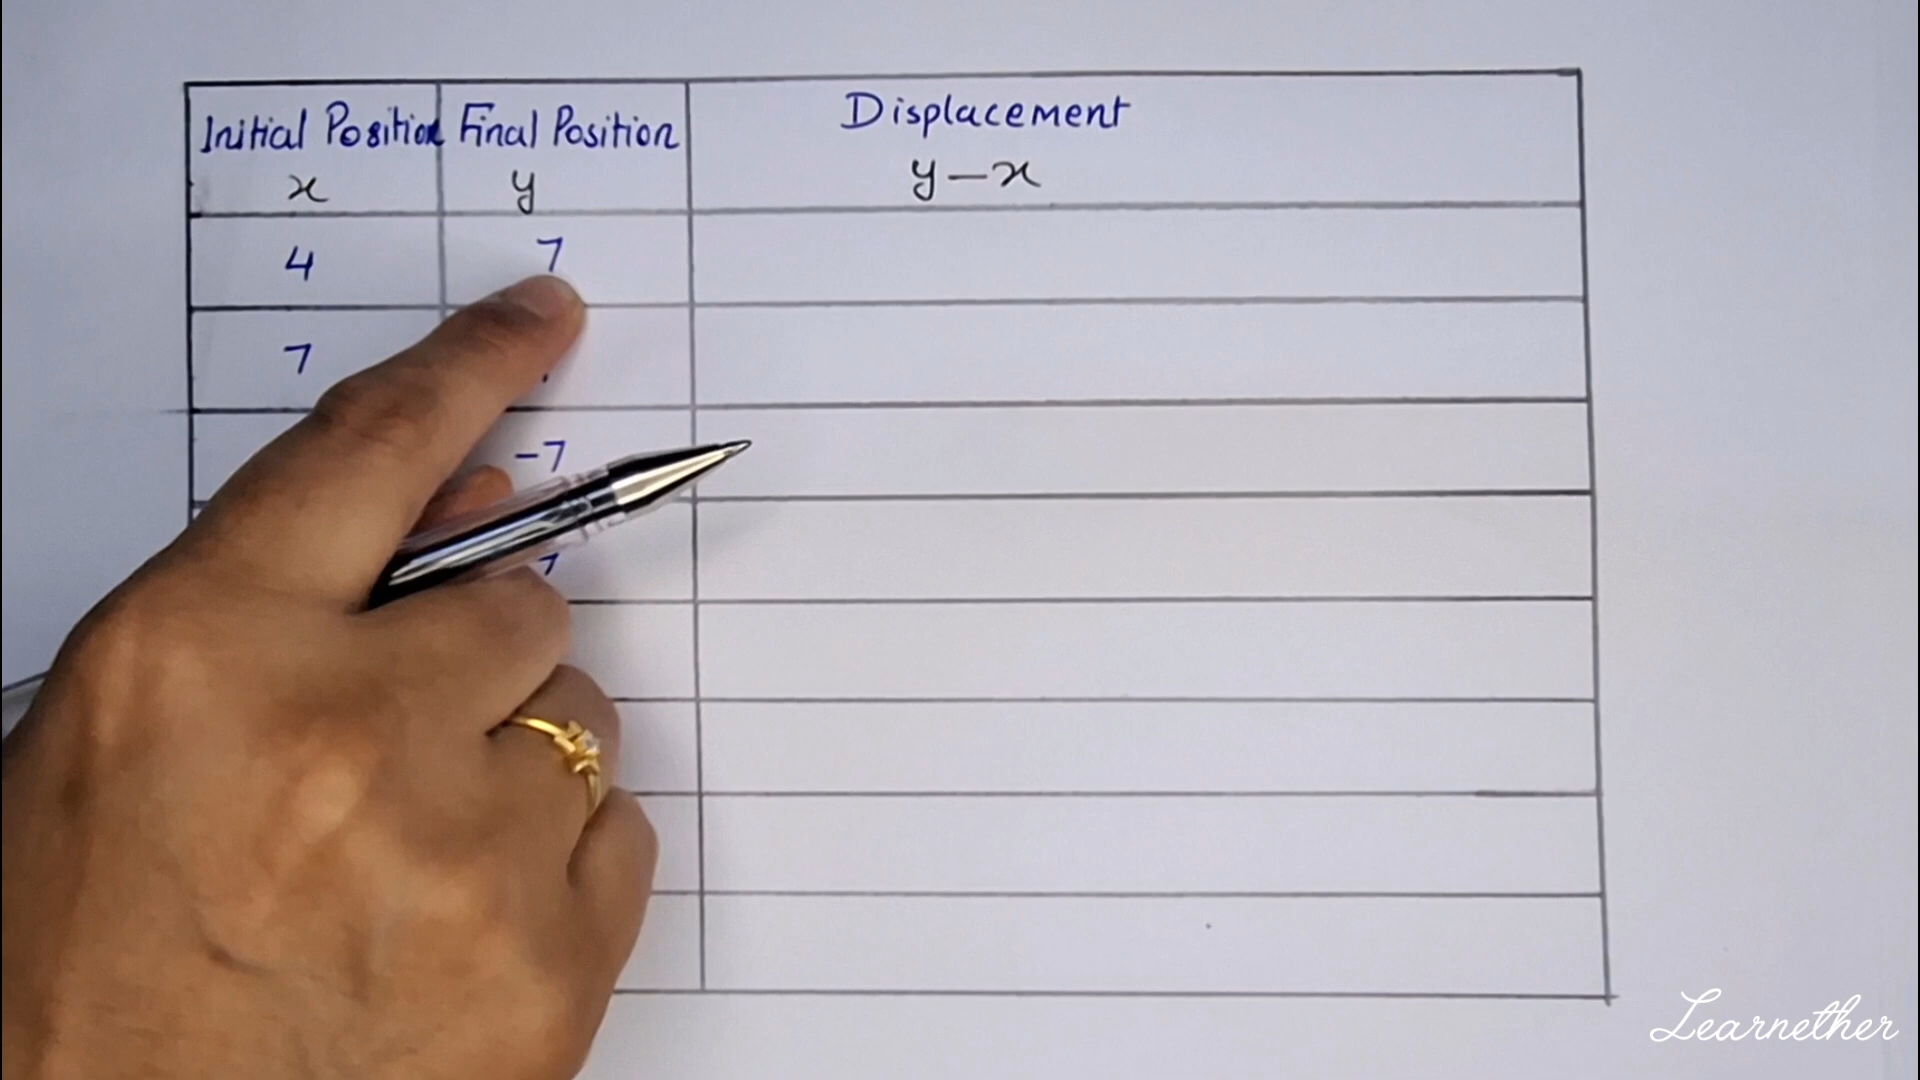 Initial Position Final Position Displacement
x y y-x
4 7
7
-7
Learnether